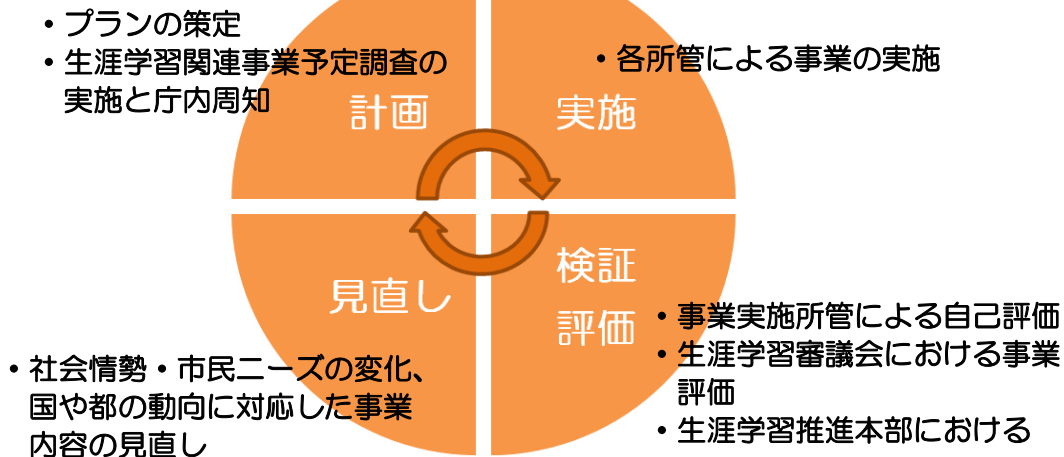 ・プランの策定
・生涯学習関連事業予定調査の
実施と庁内周知
計画
・各所管による事業の実施
実施
検証
評価
・事業実施所管による自己評価
・生涯学習審議会における事業
評価
・生涯学習推進本部における
見直し
・社会情勢・市民ニーズの変化、
国や都の動向に対応した事業
内容の見直し